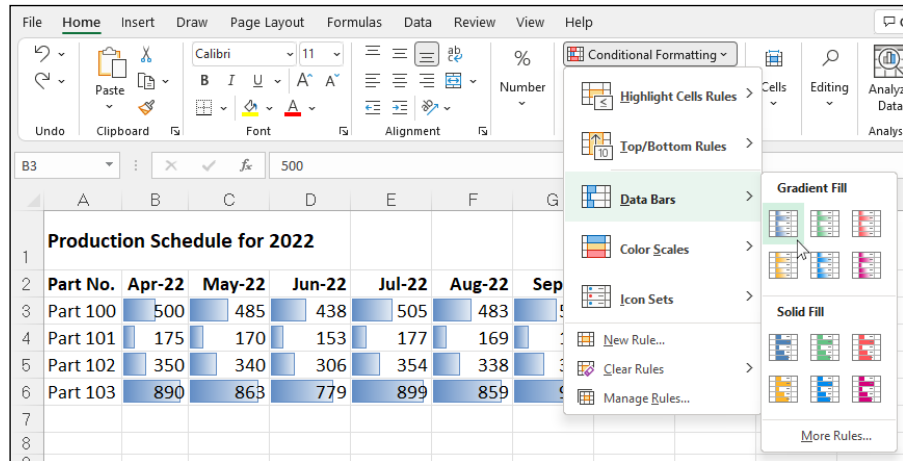 File Home Insert Draw Page Layout Formulas Data Review View Help
Calibri 11 ab Conditional Formatting
Paste B I U A A % Number Cells Editing
Data
Undo Clipboard Font Alignment
B3 fx 500
A B C D E F G
1 Production Schedule for 2022
2 Part No. Apr-22 May-22 Jun-22 Jul-22 Aug-22
3 Part 100 500 485 438 505 483
4 Part 101 175 170 153 177 169
5 Part 102 350 340 306 354 338
6 Part 103 890 863 779 899 859
7
8
Highlight Cells Rules
10 Top/Bottom Rules
Data Bars
Color Scales
Icon Sets
New Rule...
Clear Rules
Manage Rules...
Gradient Fill
Solid Fill
More Rules...